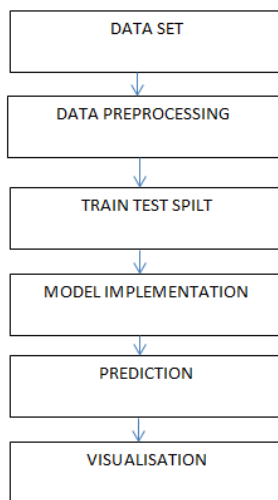 DATA SET
DATA PREPROCESSING
TRAIN TEST SPILT
MODEL IMPLEMENTATION
PREDICTION
VISUALISATION